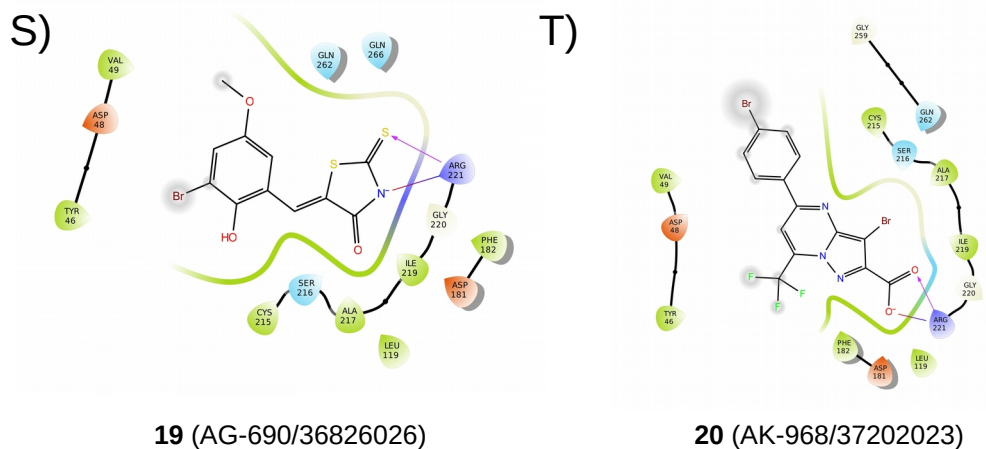 S)
GLN
262
GLN
266
VAL
49
ASP
48
TYR
46
O
S
S
N-
O
Br
HO
ARG
221
GLY
220
PHE
182
ILE
219
ASP
181
SER
216
CYS
215
ALA
217
LEU
119
19 (AG-690/36826026)
T)
GLY
259
Br
GLN
262
CYS
215
SER
216
ALA
217
VAL
49
ASP
48
TYR
46
N
Br
N
N
F
F
F
O
O-
ILE
219
GLY
220
ARG
221
PHE
182
ASP
181
LEU
119
20 (AK-968/37202023)